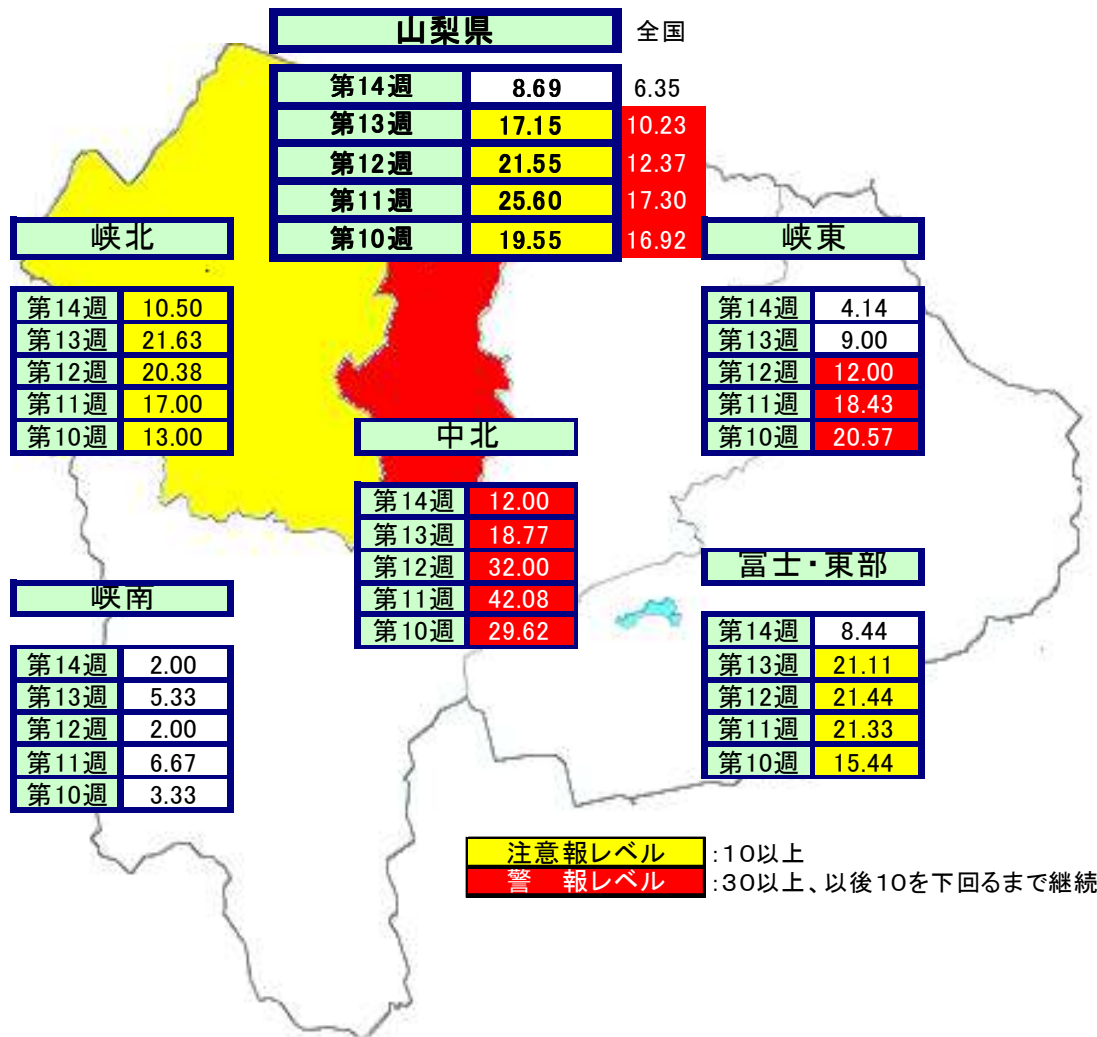 山梨県 全国
第14週 8.69 6.35
第13週 17.15 10.23
第12週 21.55 12.37
第11週 25.60 17.30
第10週 19.55 16.92
峡北
第14週 10.50
第13週 21.63
第12週 20.38
第11週 17.00
第10週 13.00
峡東
第14週 4.14
第13週 9.00
第12週 12.00
第11週 18.43
第10週 20.57
中北
第14週 12.00
第13週 18.77
第12週 32.00
第11週 42.08
第10週 29.62
峡南
第14週 2.00
第13週 5.33
第12週 2.00
第11週 6.67
第10週 3.33
富士・東部
第14週 8.44
第13週 21.11
第12週 21.44
第11週 21.33
第10週 15.44
注意報レベル :10以上
警 報レベル :30以上、以後10を下回るまで継続